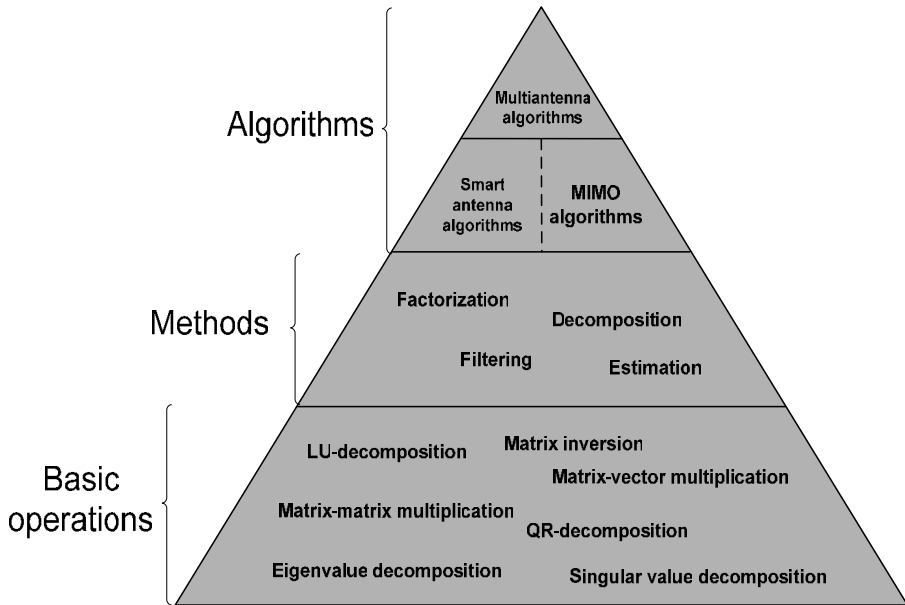 Multiantenna
algorithms
Algorithms
Smart
antenna
algorithms
MIMO
algorithms
Methods
Factorization
Decomposition
Filtering
Estimation
Basic
operations
LU-decomposition
Matrix inversion
Matrix-vector multiplication
Matrix-matrix multiplication
QR-decomposition
Eigenvalue decomposition
Singular value decomposition